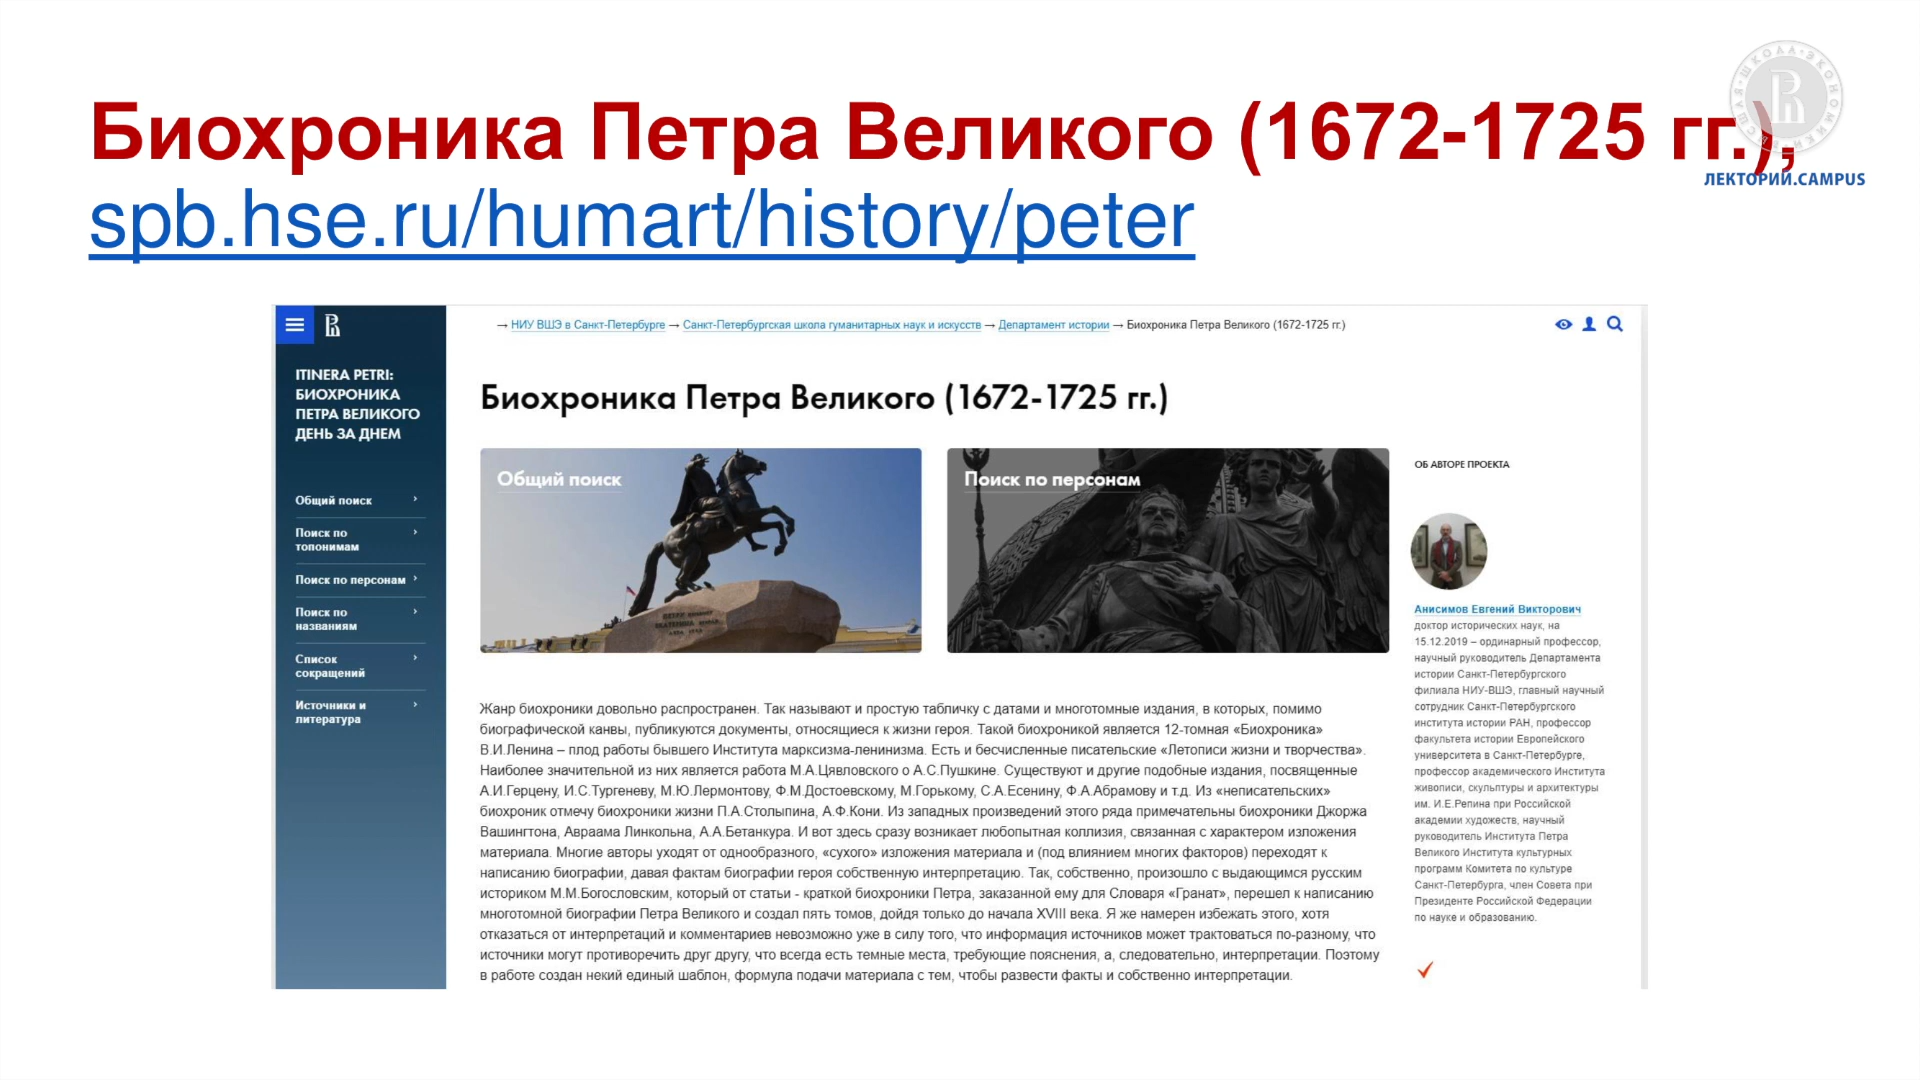 Биохроника Петра Великого (1672-1725 гг.),
spb.hse.ru/humart/history/peter
ВЫСШАЯ ШКОЛА ЭКОНОМИКИ
ЛЕКТОРИЙ.CAMPUS
→ НИУ ВШЭ в Санкт-Петербурге → Санкт-Петербургская школа гуманитарных наук и искусств → Департамент истории → Биохроника Петра Великого (1672-1725 гг.)
ITINERA PETRI:
БИОХРОНИКА
ПЕТРА ВЕЛИКОГО
ДЕНЬ ЗА ДНЕМ
Общий поиск
Поиск по
топонимам
Поиск по персонам
Поиск по
названиям
Список
сокращений
Источники и
литература
Биохроника Петра Великого (1672-1725 гг.)
Общий поиск
Поиск по персонам
Жанр биохроники довольно распространен. Так называют и простую табличку с датами и многотомные издания, в которых, помимо
биографической канвы, публикуются документы, относящиеся к жизни героя. Такой биохроникой является 12-томная «Биохроника»
В.И.Ленина – плод работы бывшего Института марксизма-ленинизма. Есть и бесчисленные писательские «Летописи жизни и творчества».
Наиболее значительной из них является работа М.А.Цявловского о А.С.Пушкине. Существуют и другие подобные издания, посвященные
А.И.Герцену, И.С.Тургеневу, М.Ю.Лермонтову, Ф.М.Достоевскому, М.Горькому, С.А.Есенину, Ф.А.Абрамову и т.д. Из «неписательских»
биохроник отмечу биохроники жизни П.А.Столыпина, А.Ф.Кони. Из западных произведений этого ряда примечательны биохроники Джоржа
Вашингтона, Авраама Линкольна, А.А.Бетанкура. И вот здесь сразу возникает любопытная коллизия, связанная с характером изложения
материала. Многие авторы уходят от однообразного, «сухого» изложения материала и (под влиянием многих факторов) переходят к
написанию биографии, давая фактам биографии героя собственную интерпретацию. Так, собственно, произошло с выдающимся русским
историком М.М.Богословским, который от статьи - краткой биохроники Петра, заказанной ему для Словаря «Гранат», перешел к написанию
многотомной биографии Петра Великого и создал пять томов, дойдя только до начала XVIII века. Я же намерен избежать этого, хотя
отказаться от интерпретаций и комментариев невозможно уже в силу того, что информация источников может трактоваться по-разному, что
источники могут противоречить друг другу, что всегда есть темные места, требующие пояснения, а, следовательно, интерпретации. Поэтому
в работе создан некий единый шаблон, формула подачи материала с тем, чтобы развести факты и собственно интерпретации.
ОБ АВТОРЕ ПРОЕКТА
Анисимов Евгений Викторович
доктор исторических наук, на
15.12.2019 – ординарный профессор,
научный руководитель Департамента
истории Санкт-Петербургского
филиала НИУ-ВШЭ, главный научный
сотрудник Санкт-Петербургского
института истории РАН, профессор
факультета истории Европейского
университета в Санкт-Петербурге,
профессор академического Института
живописи, скульптуры и архитектуры
им. И.Е.Репина при Российской
академии художеств, научный
руководитель Института Петра
Великого Института культурных
программ Комитета по культуре
Санкт-Петербурга, член Совета при
Президенте Российской Федерации
по науке и образованию.